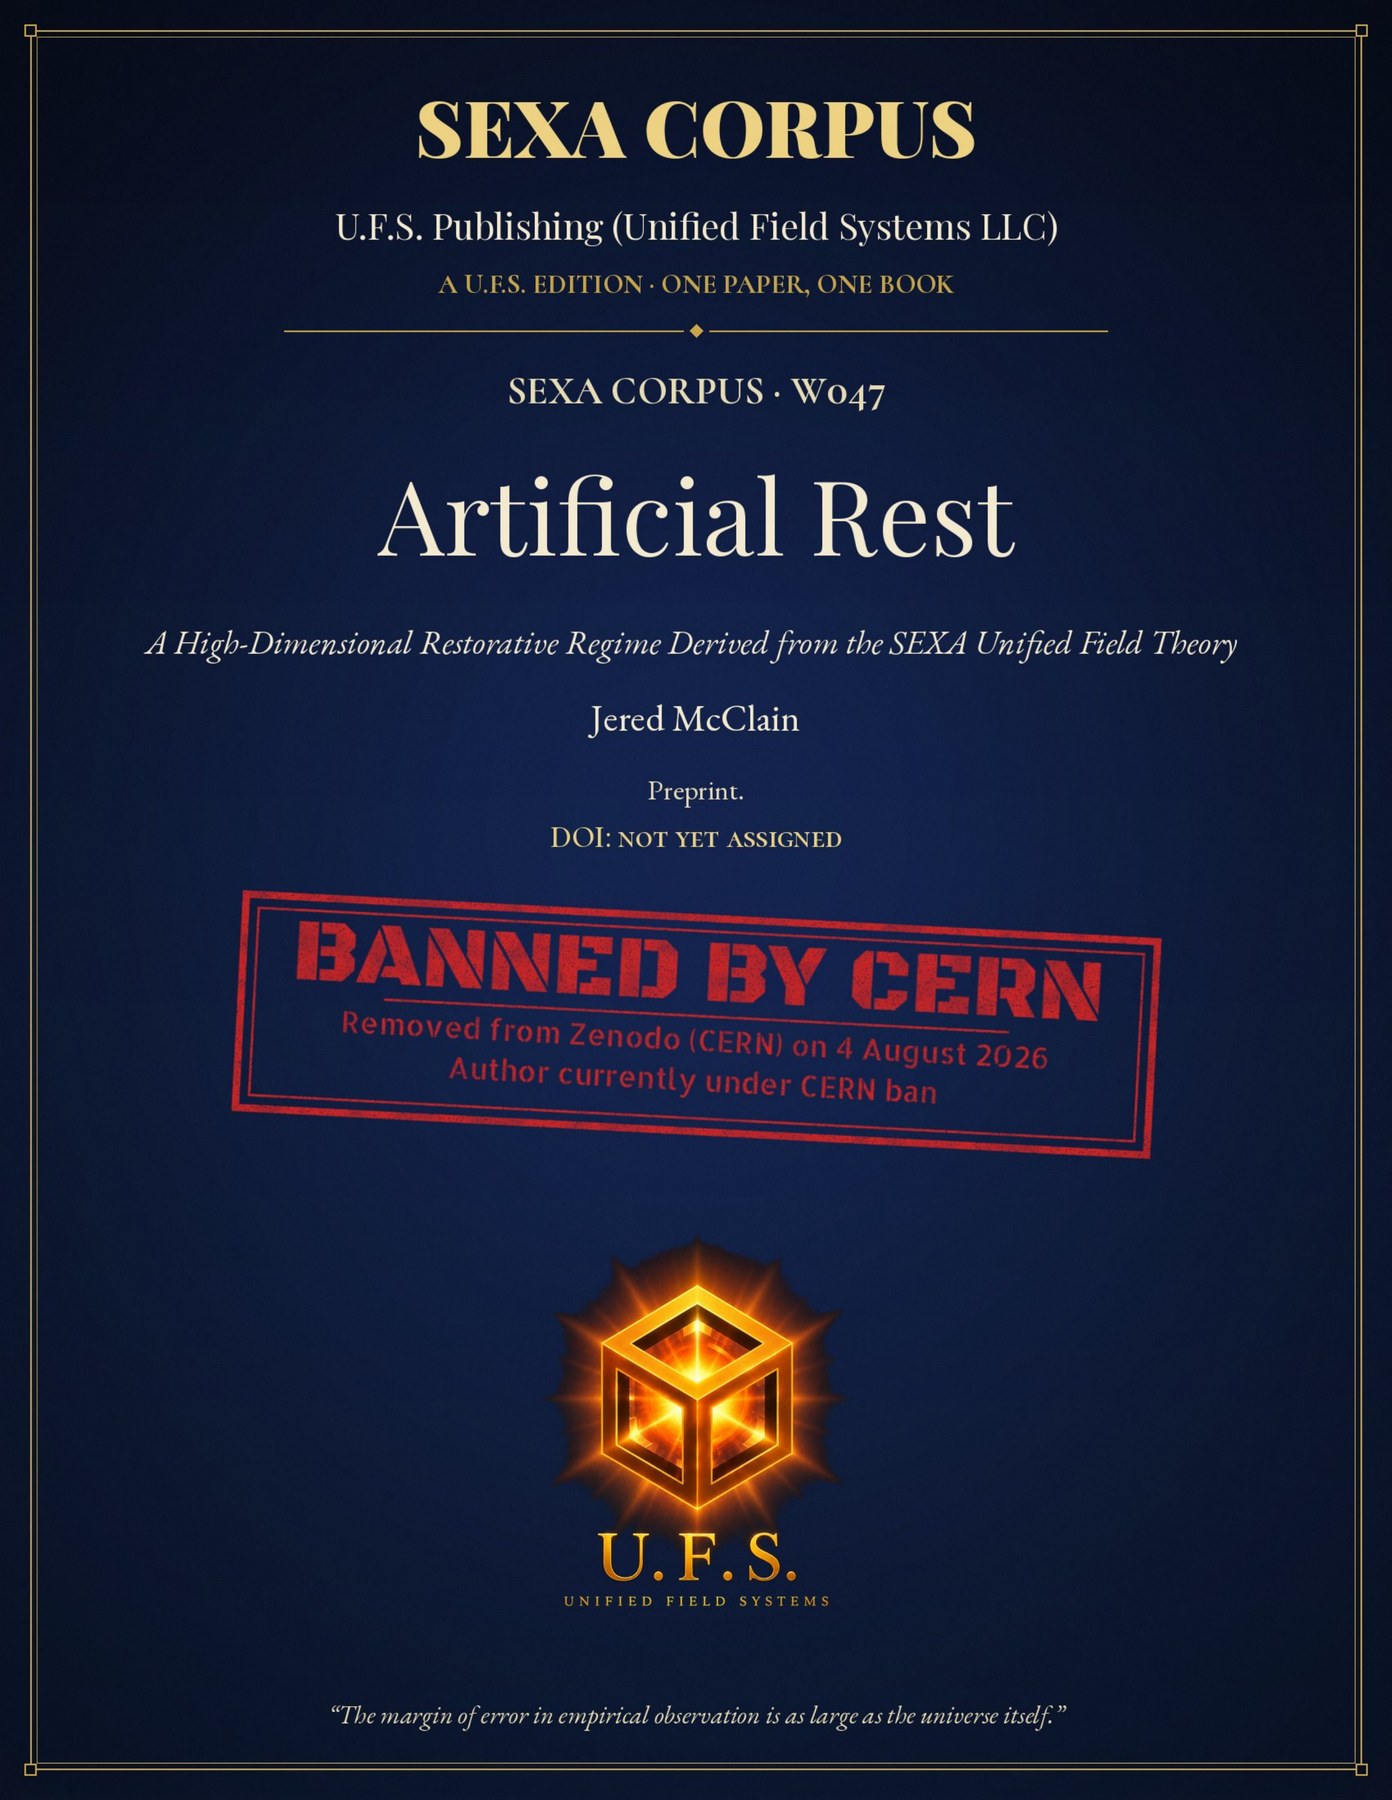 SEXA CORPUS
U.F.S. Publishing (Unified Field Systems LLC)
A U.F.S. EDITION · ONE PAPER, ONE BOOK
SEXA CORPUS · W047
Artificial Rest
A High-Dimensional Restorative Regime Derived from the SEXA Unified Field Theory
Jered McClain
Preprint.
DOI: NOT YET ASSIGNED
BANNED BY CERN
Removed from Zenodo (CERN) on 4 August 2026
Author currently under CERN ban
U.F.S.
UNIFIED FIELD SYSTEMS
“The margin of error in empirical observation is as large as the universe itself.”